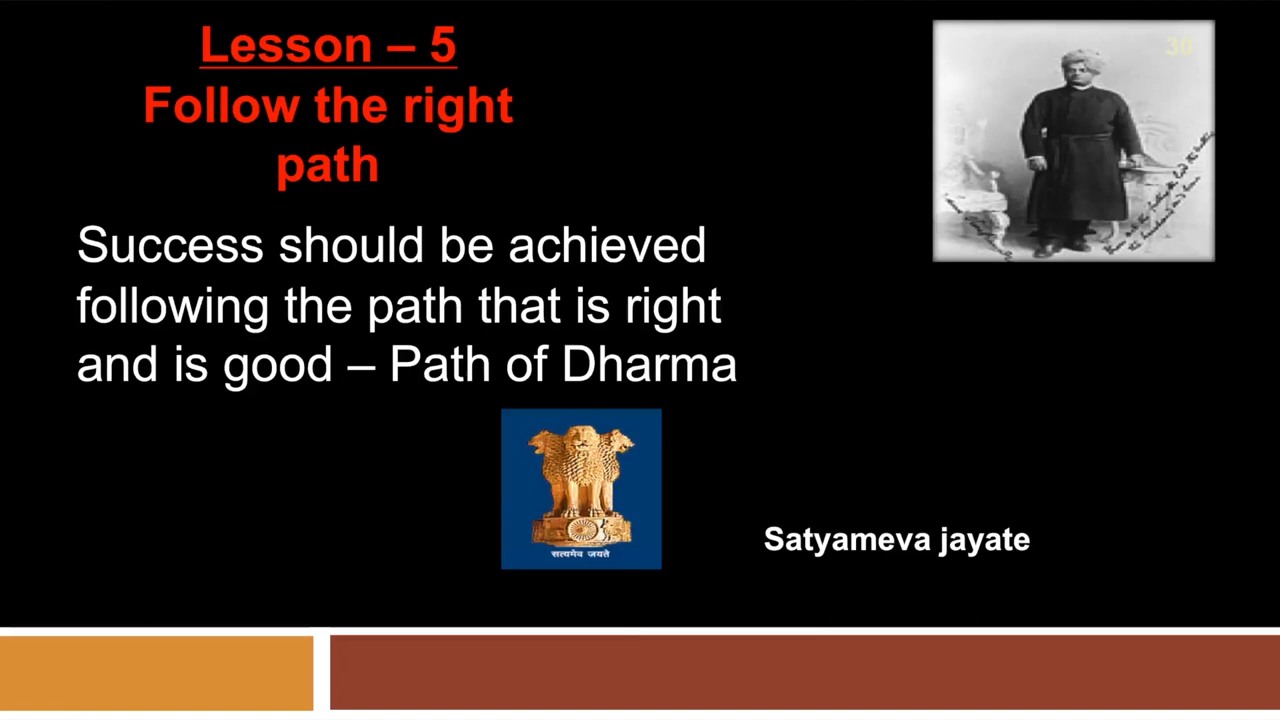 Lesson – 5
Follow the right
path
30
Success should be achieved
following the path that is right
and is good – Path of Dharma
सत्यमेव जयते
Satyameva jayate